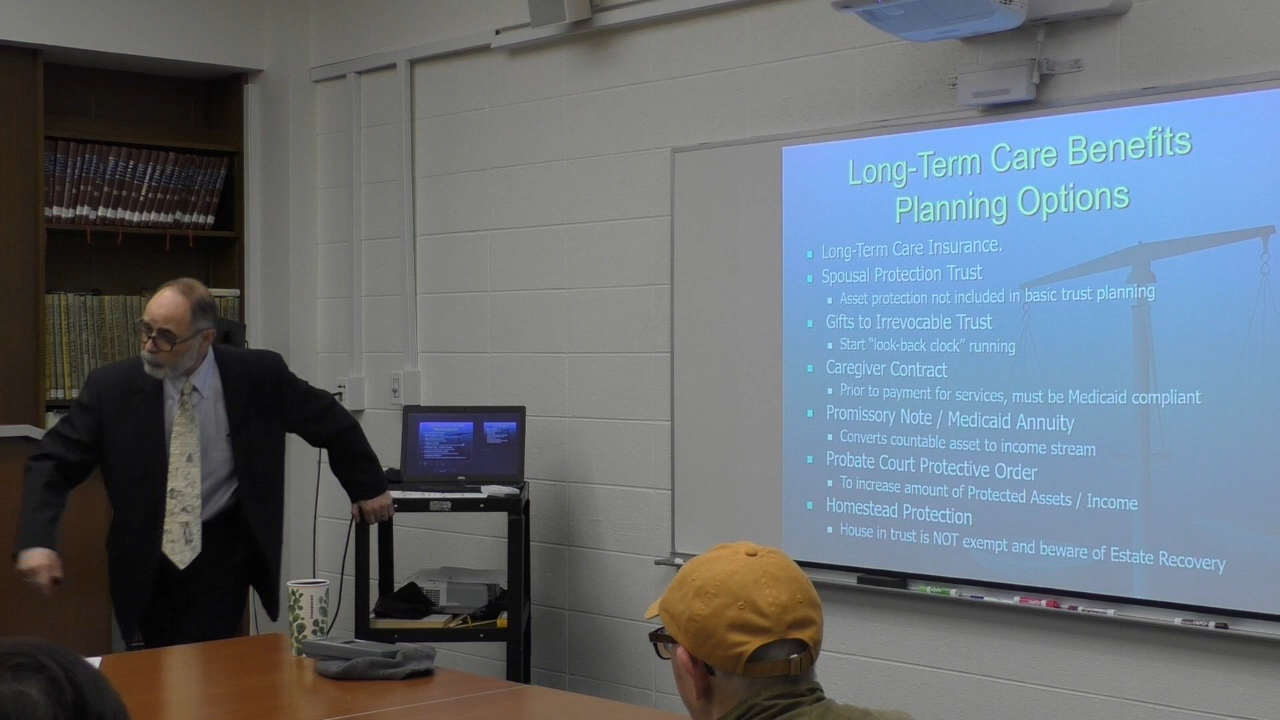 Long-Term Care Benefits
Planning Options
Long-Term Care Insurance.
Spousal Protection Trust
Asset protection not included in basic trust planning
Gifts to Irrevocable Trust
Start "look-back clock" running
Caregiver Contract
Prior to payment for services, must be Medicaid compliant
Promissory Note / Medicaid Annuity
Converts countable asset to income stream
Probate Court Protective Order
To increase amount of Protected Assets / Income
Homestead Protection
House in trust is NOT exempt and beware of Estate Recovery